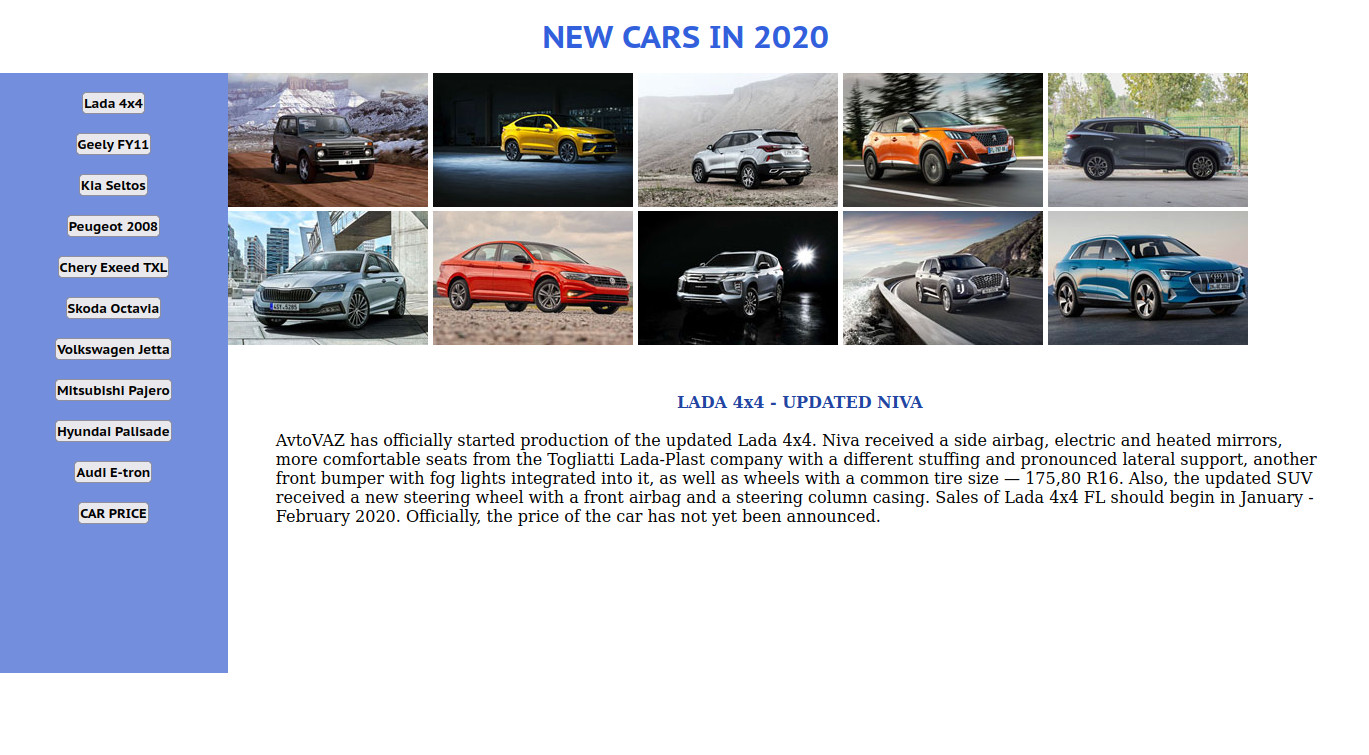 NEW CARS IN 2020
Lada 4x4
Geely FY11
Kia Seltos
Peugeot 2008
Chery Exeed TXL
Skoda Octavia
Volkswagen Jetta
Mitsubishi Pajero
Hyundai Palisade
Audi E-tron
CAR PRICE
LADA 4x4 - UPDATED NIVA
AvtoVAZ has officially started production of the updated Lada 4x4. Niva received a side airbag, electric and heated mirrors,
more comfortable seats from the Togliatti Lada-Plast company with a different stuffing and pronounced lateral support, another
front bumper with fog lights integrated into it, as well as wheels with a common tire size — 175,80 R16. Also, the updated SUV
received a new steering wheel with a front airbag and a steering column casing. Sales of Lada 4x4 FL should begin in January -
February 2020. Officially, the price of the car has not yet been announced.